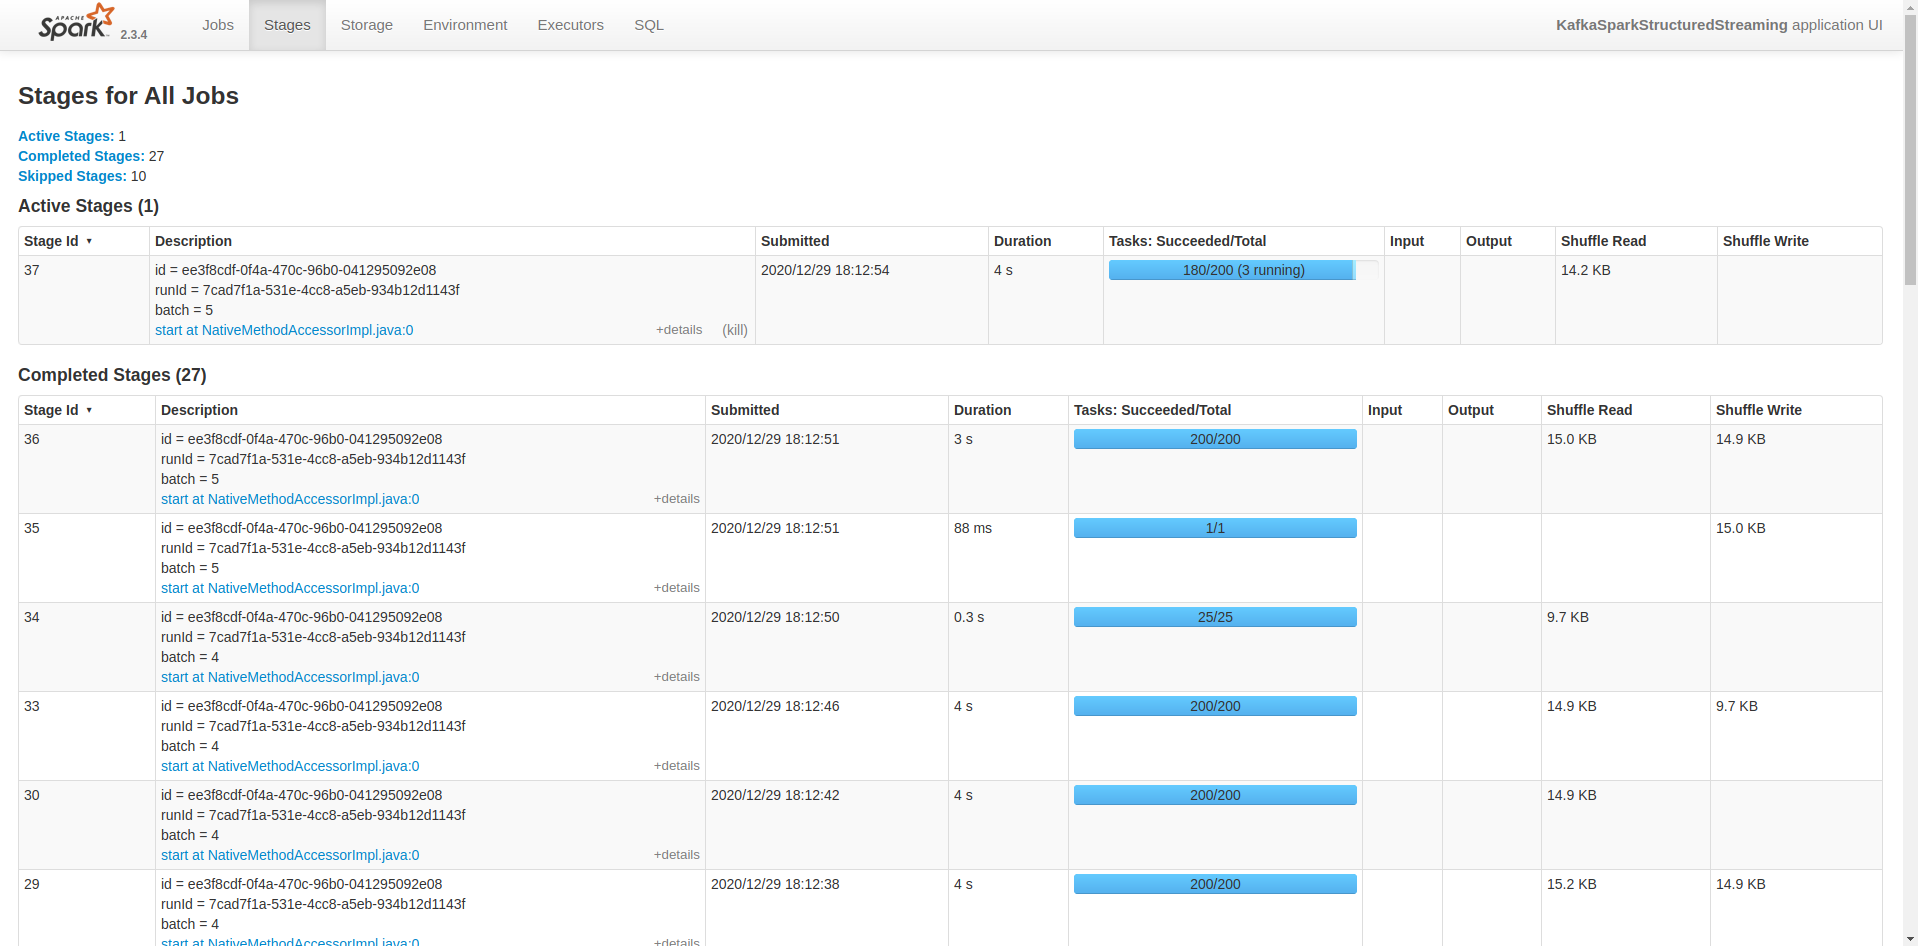 APACHE
Spark 2.3.4 Jobs Stages Storage Environment Executors SQL KafkaSparkStructuredStreaming application UI
Stages for All Jobs
Active Stages: 1
Completed Stages: 27
Skipped Stages: 10
Active Stages (1)
Stage Id ▾ Description Submitted Duration Tasks: Succeeded/Total Input Output Shuffle Read Shuffle Write
37 id = ee3f8cdf-0f4a-470c-96b0-041295092e08 2020/12/29 18:12:54 4 s 180/200 (3 running) 14.2 KB
runId = 7cad7f1a-531e-4cc8-a5eb-934b12d1143f
batch = 5
start at NativeMethodAccessorImpl.java:0 +details (kill)
Completed Stages (27)
Stage Id ▾ Description Submitted Duration Tasks: Succeeded/Total Input Output Shuffle Read Shuffle Write
36 id = ee3f8cdf-0f4a-470c-96b0-041295092e08 2020/12/29 18:12:51 3 s 200/200 15.0 KB 14.9 KB
runId = 7cad7f1a-531e-4cc8-a5eb-934b12d1143f
batch = 5
start at NativeMethodAccessorImpl.java:0 +details
35 id = ee3f8cdf-0f4a-470c-96b0-041295092e08 2020/12/29 18:12:51 88 ms 1/1 15.0 KB
runId = 7cad7f1a-531e-4cc8-a5eb-934b12d1143f
batch = 5
start at NativeMethodAccessorImpl.java:0 +details
34 id = ee3f8cdf-0f4a-470c-96b0-041295092e08 2020/12/29 18:12:50 0.3 s 25/25 9.7 KB
runId = 7cad7f1a-531e-4cc8-a5eb-934b12d1143f
batch = 4
start at NativeMethodAccessorImpl.java:0 +details
33 id = ee3f8cdf-0f4a-470c-96b0-041295092e08 2020/12/29 18:12:46 4 s 200/200 14.9 KB 9.7 KB
runId = 7cad7f1a-531e-4cc8-a5eb-934b12d1143f
batch = 4
start at NativeMethodAccessorImpl.java:0 +details
30 id = ee3f8cdf-0f4a-470c-96b0-041295092e08 2020/12/29 18:12:42 4 s 200/200 14.9 KB
runId = 7cad7f1a-531e-4cc8-a5eb-934b12d1143f
batch = 4
start at NativeMethodAccessorImpl.java:0 +details
29 id = ee3f8cdf-0f4a-470c-96b0-041295092e08 2020/12/29 18:12:38 4 s 200/200 15.2 KB 14.9 KB
runId = 7cad7f1a-531e-4cc8-a5eb-934b12d1143f
batch = 4
start at NativeMethodAccessorImpl.java:0 +details